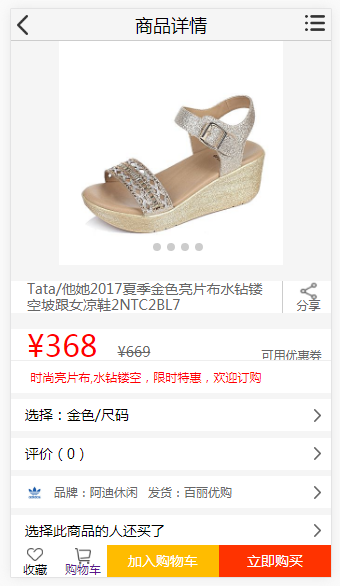 商品详情
Tata/他她2017夏季金色亮片布水钻镂
空坡跟女凉鞋2NTC2BL7
分享
¥368 ¥669 可用优惠券
时尚亮片布,水钻镂空，限时特惠，欢迎订购
选择：金色/尺码
评价（0）
品牌：阿迪休闲 发货：百丽优购
选择此商品的人还买了
收藏 购物车 加入购物车 立即购买